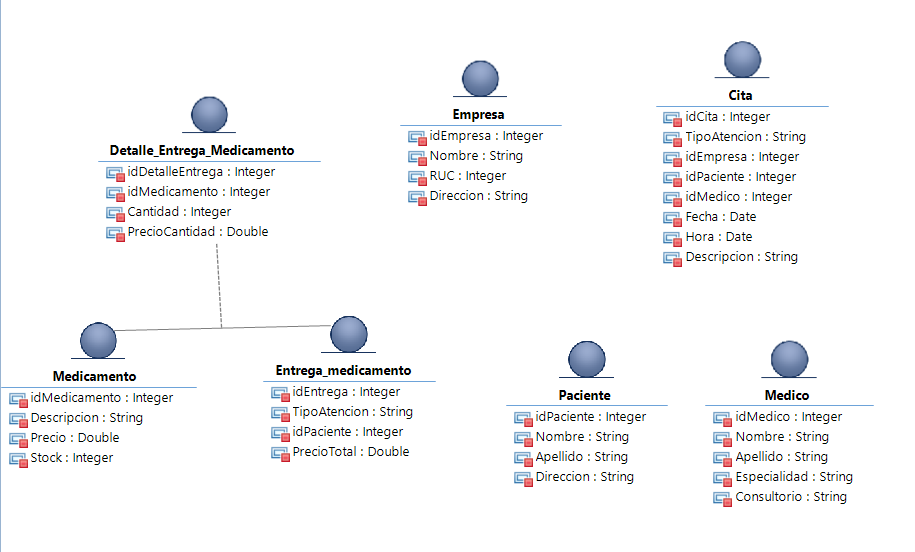 Detalle_Entrega_Medicamento
idDetalleEntrega : Integer
idMedicamento : Integer
Cantidad : Integer
PrecioCantidad : Double
Empresa
idEmpresa : Integer
Nombre : String
RUC : Integer
Direccion : String
Cita
idCita : Integer
TipoAtencion : String
idEmpresa : Integer
idPaciente : Integer
idMedico : Integer
Fecha : Date
Hora : Date
Descripcion : String
Medicamento
idMedicamento : Integer
Descripcion : String
Precio : Double
Stock : Integer
Entrega_medicamento
idEntrega : Integer
TipoAtencion : String
idPaciente : Integer
PrecioTotal : Double
Paciente
idPaciente : Integer
Nombre : String
Apellido : String
Direccion : String
Medico
idMedico : Integer
Nombre : String
Apellido : String
Especialidad : String
Consultorio : String